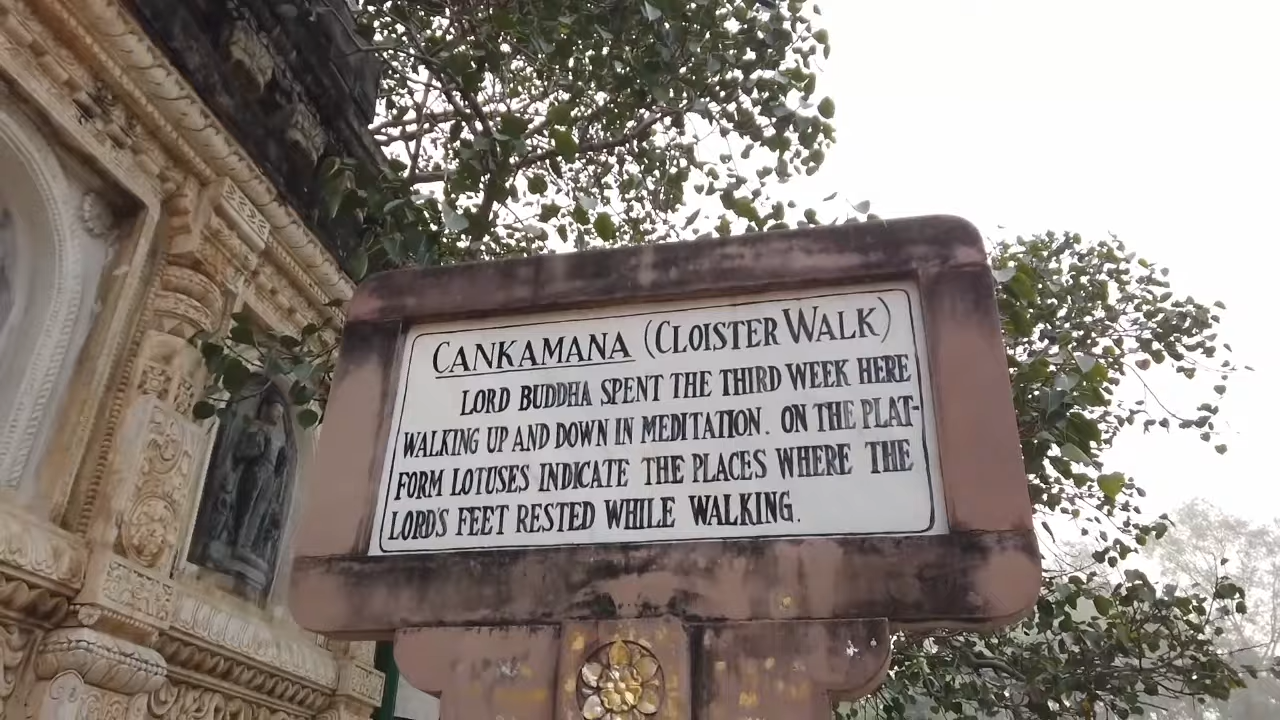 CANKAMANA (CLOISTER WALK)
LORD BUDDHA SPENT THE THIRD WEEK HERE
WALKING UP AND DOWN IN MEDITATION. ON THE PLAT-
FORM LOTUSES INDICATE THE PLACES WHERE THE
LORD'S FEET RESTED WHILE WALKING.